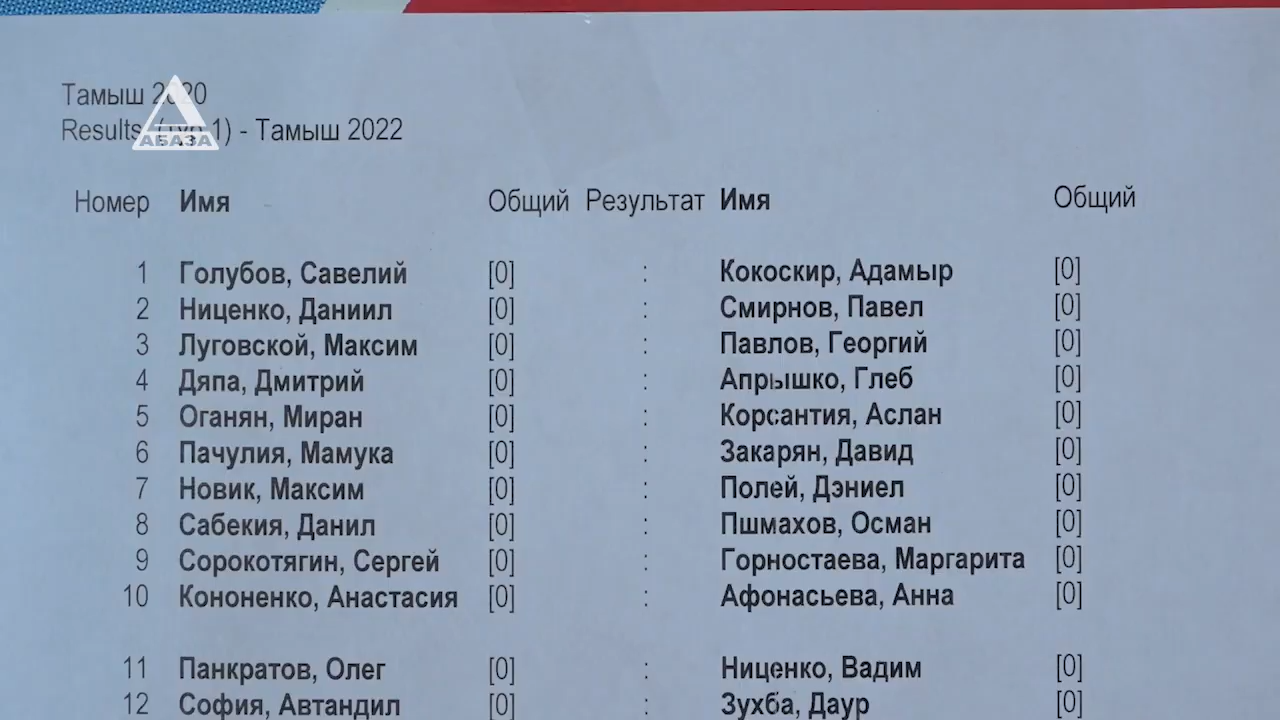 Тамыш 2020
Results (тур 1) - Тамыш 2022
АБАЗА
Номер Имя Общий Результат Имя Общий
1 Голубов, Савелий [0] : Кокоскир, Адамыр [0]
2 Ниценко, Даниил [0] : Смирнов, Павел [0]
3 Луговской, Максим [0] : Павлов, Георгий [0]
4 Дяпа, Дмитрий [0] : Апрышко, Глеб [0]
5 Оганян, Миран [0] : Корсантия, Аслан [0]
6 Пачулия, Мамука [0] : Закарян, Давид [0]
7 Новик, Максим [0] : Полей, Дэниел [0]
8 Сабекия, Данил [0] : Пшмахов, Осман [0]
9 Сорокотягин, Сергей [0] : Горностаева, Маргарита [0]
10 Кононенко, Анастасия [0] : Афонасьева, Анна [0]
11 Панкратов, Олег [0] : Ниценко, Вадим [0]
12 София, Автандил [0] : Зухба, Даур [0]